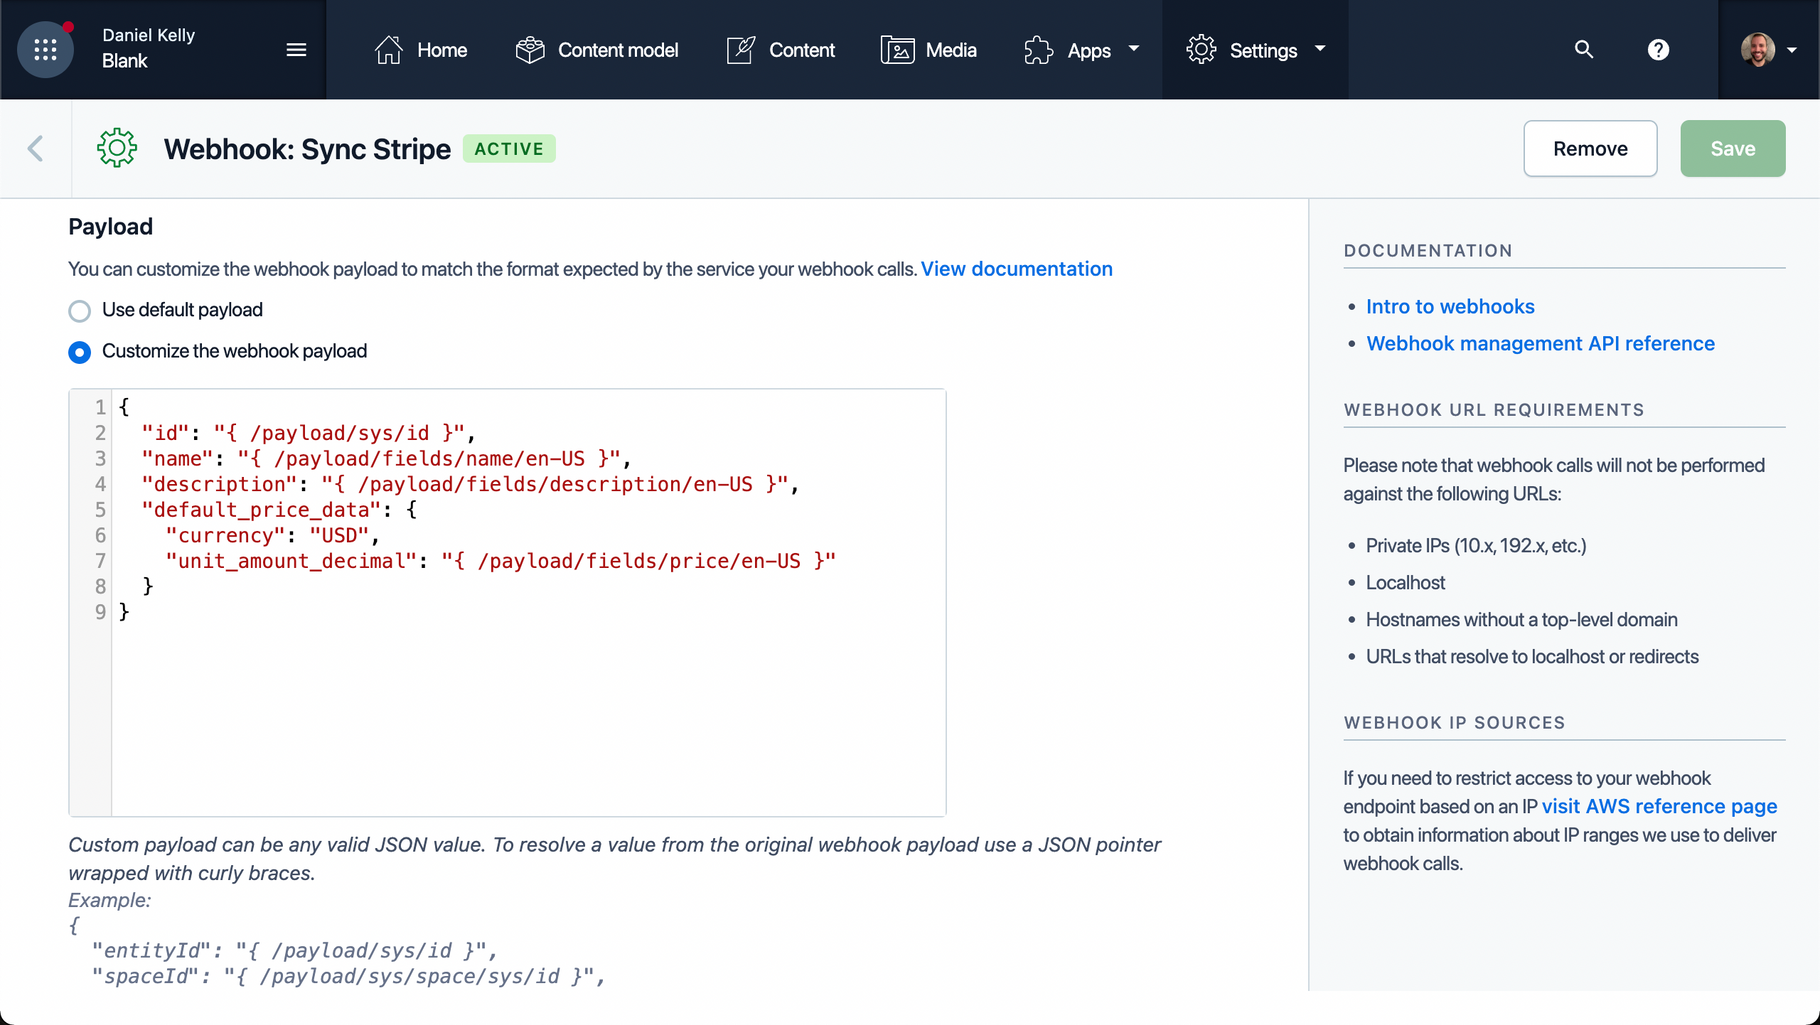 Daniel Kelly
Blank
Home
Content model
Content
Media
Apps
Settings
?
Webhook: Sync Stripe
ACTIVE
Remove
Save
Payload
You can customize the webhook payload to match the format expected by the service your webhook calls. View documentation
Use default payload
Customize the webhook payload
1 {
2   "id": "{ /payload/sys/id }",
3   "name": "{ /payload/fields/name/en-US }",
4   "description": "{ /payload/fields/description/en-US }",
5   "default_price_data": {
6     "currency": "USD",
7     "unit_amount_decimal": "{ /payload/fields/price/en-US }"
8   }
9 }
Custom payload can be any valid JSON value. To resolve a value from the original webhook payload use a JSON pointer
wrapped with curly braces.
Example:
{
  "entityId": "{ /payload/sys/id }",
  "spaceId": "{ /payload/sys/space/sys/id }",
DOCUMENTATION
• Intro to webhooks
• Webhook management API reference
WEBHOOK URL REQUIREMENTS
Please note that webhook calls will not be performed
against the following URLs:
• Private IPs (10.x, 192.x, etc.)
• Localhost
• Hostnames without a top-level domain
• URLs that resolve to localhost or redirects
WEBHOOK IP SOURCES
If you need to restrict access to your webhook
endpoint based on an IP visit AWS reference page
to obtain information about IP ranges we use to deliver
webhook calls.